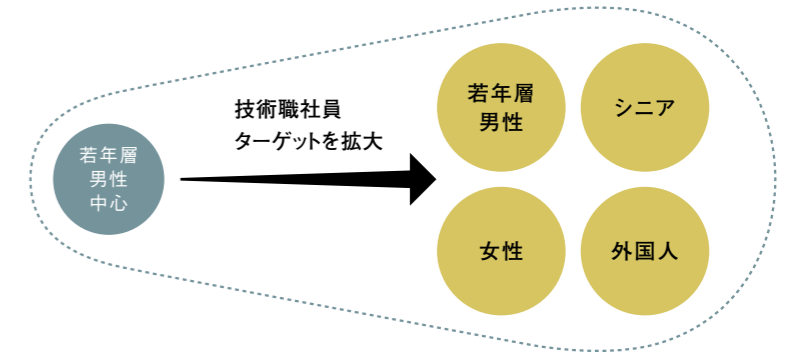 若年層
男性
中心
技術職社員
ターゲットを拡大
若年層
男性
シニア
女性
外国人